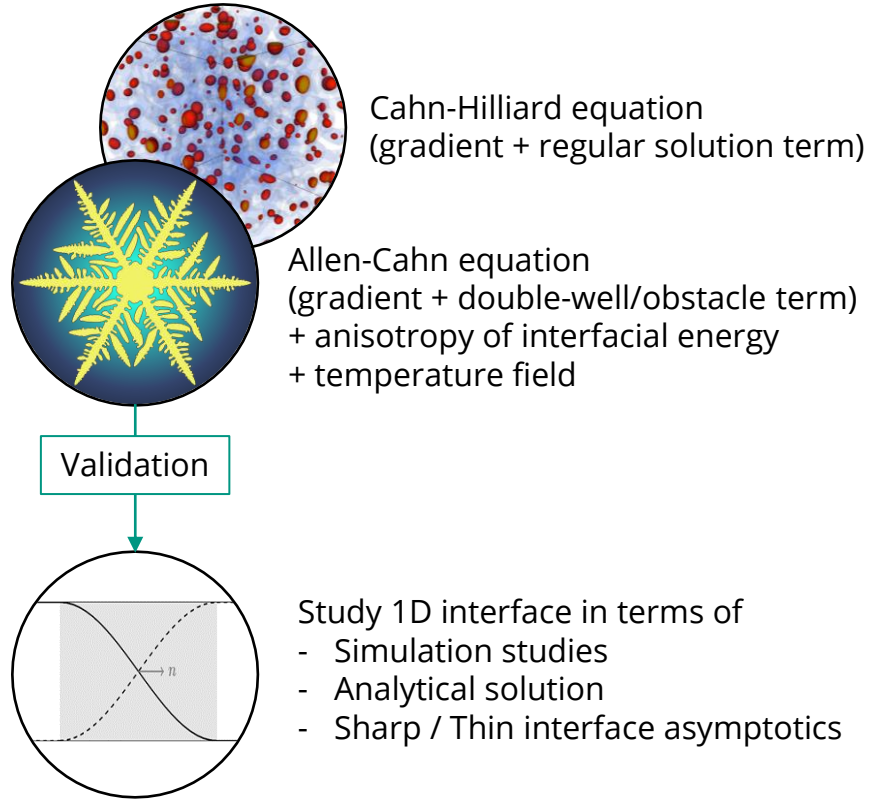 Cahn-Hilliard equation
(gradient + regular solution term)
Allen-Cahn equation
(gradient + double-well/obstacle term)
+ anisotropy of interfacial energy
+ temperature field
Validation
n
Study 1D interface in terms of
- Simulation studies
- Analytical solution
- Sharp / Thin interface asymptotics